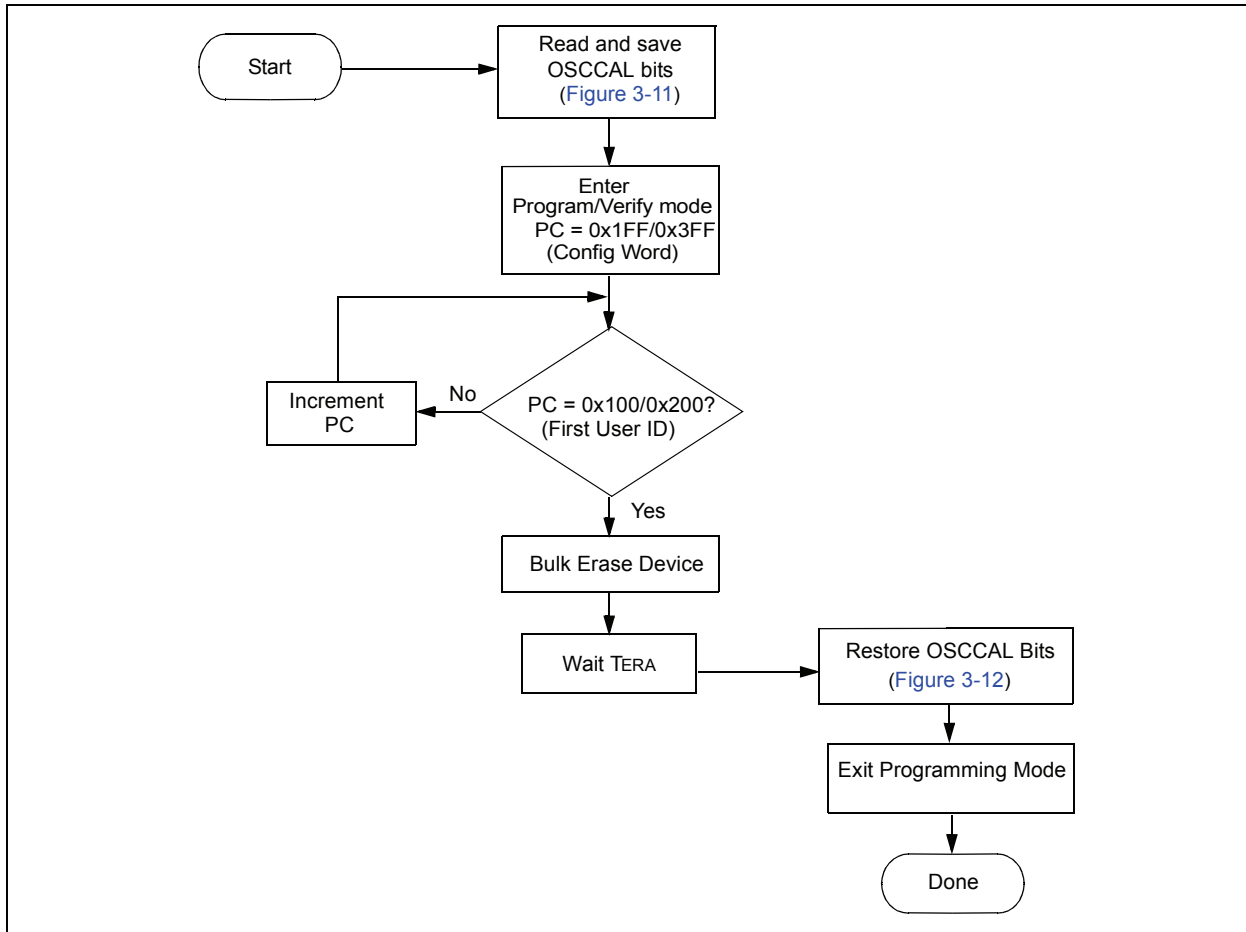 Start
Read and save
OSCCAL bits
(Figure 3-11)
Enter
Program/Verify mode
PC = 0x1FF/0x3FF
(Config Word)
Increment
PC
No
PC = 0x100/0x200?
(First User ID)
Yes
Bulk Erase Device
Wait TERA
Restore OSCCAL Bits
(Figure 3-12)
Exit Programming Mode
Done